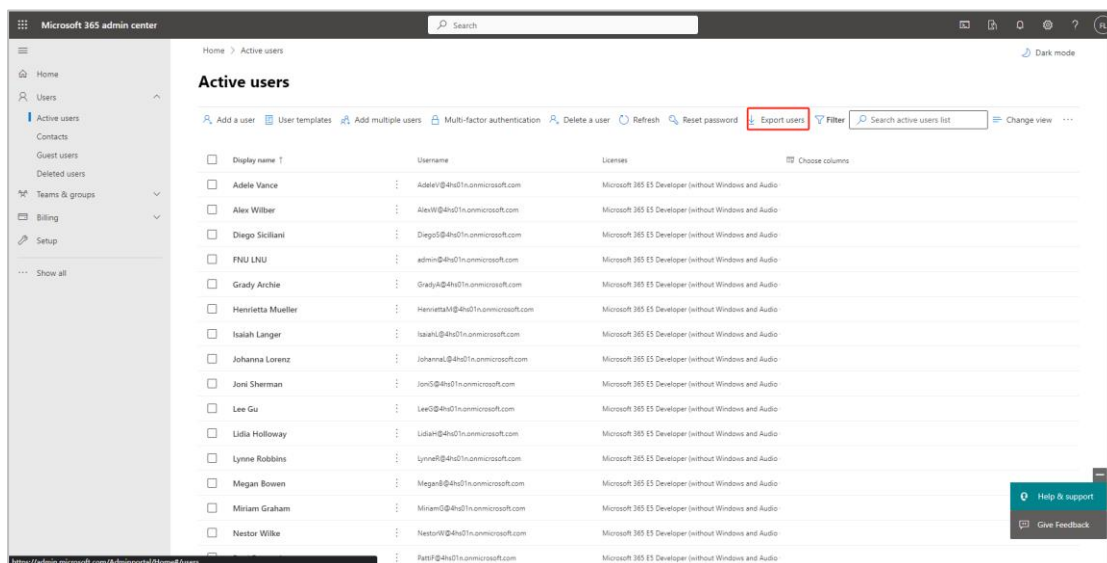 Microsoft 365 admin center
Search
Home > Active users
Dark mode
Home
Users
Active users
Contacts
Guest users
Deleted users
Teams & groups
Billing
Setup
Show all
Active users
Add a user User templates Add multiple users Multi-factor authentication Delete a user Refresh Reset password Export users Filter Search active users list Change view
Display name ↑ Username Licenses Choose columns
Adele Vance AdeleV@4hs01n.onmicrosoft.com Microsoft 365 E5 Developer (without Windows and Audio
Alex Wilber AlexW@4hs01n.onmicrosoft.com Microsoft 365 E5 Developer (without Windows and Audio
Diego Siciliani DiegoS@4hs01n.onmicrosoft.com Microsoft 365 E5 Developer (without Windows and Audio
FNU LNU admin@4hs01n.onmicrosoft.com Microsoft 365 E5 Developer (without Windows and Audio
Grady Archie GradyA@4hs01n.onmicrosoft.com Microsoft 365 E5 Developer (without Windows and Audio
Henrietta Mueller HenriettaM@4hs01n.onmicrosoft.com Microsoft 365 E5 Developer (without Windows and Audio
Isaiah Langer IsaiahL@4hs01n.onmicrosoft.com Microsoft 365 E5 Developer (without Windows and Audio
Johanna Lorenz JohannaL@4hs01n.onmicrosoft.com Microsoft 365 E5 Developer (without Windows and Audio
Joni Sherman JoniS@4hs01n.onmicrosoft.com Microsoft 365 E5 Developer (without Windows and Audio
Lee Gu LeeG@4hs01n.onmicrosoft.com Microsoft 365 E5 Developer (without Windows and Audio
Lidia Holloway LidiaH@4hs01n.onmicrosoft.com Microsoft 365 E5 Developer (without Windows and Audio
Lynne Robbins LynneR@4hs01n.onmicrosoft.com Microsoft 365 E5 Developer (without Windows and Audio
Megan Bowen MeganB@4hs01n.onmicrosoft.com Microsoft 365 E5 Developer (without Windows and Audio
Miriam Graham MiriamG@4hs01n.onmicrosoft.com Microsoft 365 E5 Developer (without Windows and Audio
Nestor Wilke NestorW@4hs01n.onmicrosoft.com Microsoft 365 E5 Developer (without Windows and Audio
PattiF@4hs01n.onmicrosoft.com Microsoft 365 E5 Developer (without Windows and Audio
Help & support
Give Feedback
https://admin.microsoft.com/Adminportal/Home#/users